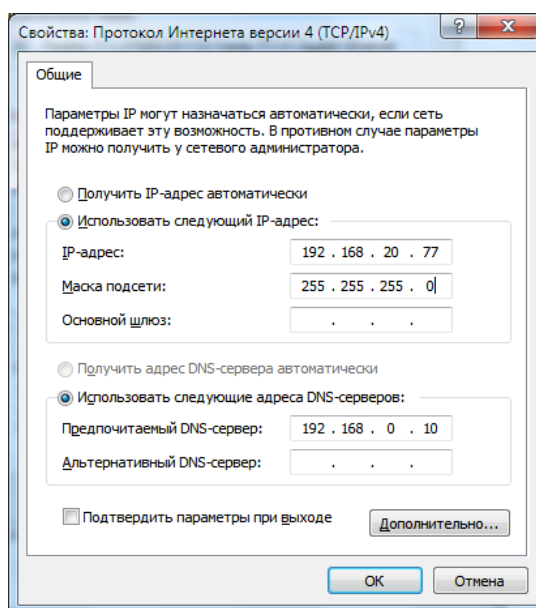 Свойства: Протокол Интернета версии 4 (TCP/IPv4)
Общие
Параметры IP могут назначаться автоматически, если сеть
поддерживает эту возможность. В противном случае параметры
IP можно получить у сетевого администратора.
Получить IP-адрес автоматически
Использовать следующий IP-адрес:
IP-адрес: 192 . 168 . 20 . 77
Маска подсети: 255 . 255 . 255 . 0
Основной шлюз: . . .
Получить адрес DNS-сервера автоматически
Использовать следующие адреса DNS-серверов:
Предпочитаемый DNS-сервер: 192 . 168 . 0 . 10
Альтернативный DNS-сервер: . . .
Подтвердить параметры при выходе
Дополнительно...
ОК
Отмена